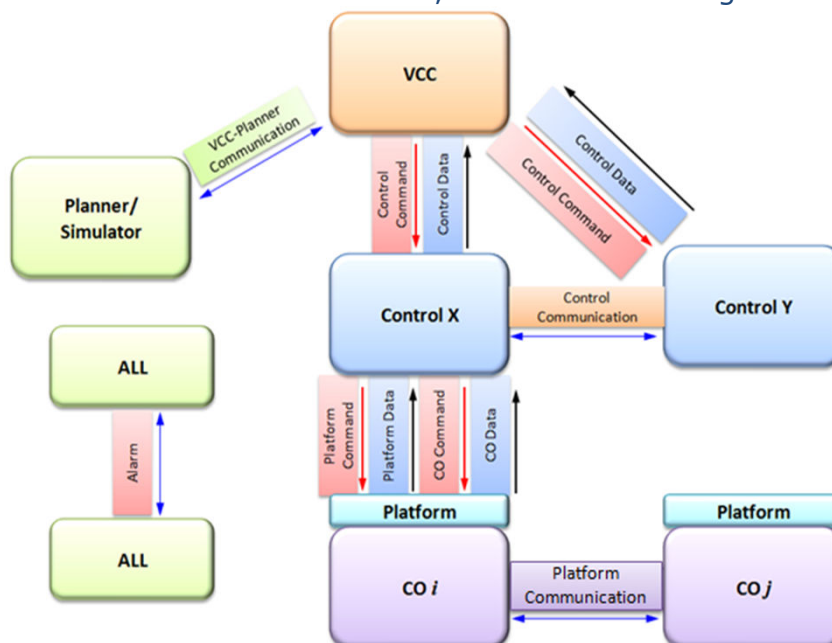 VCC
VCC-Planner
Communication
Planner/
Simulator
Control
Command
Control Data
Control Data
Control Command
Control X
Control
Communication
Control Y
ALL
Alarm
ALL
Platform
Command
Platform Data
CO Command
CO Data
Platform
Platform
CO i
Platform
Communication
CO j